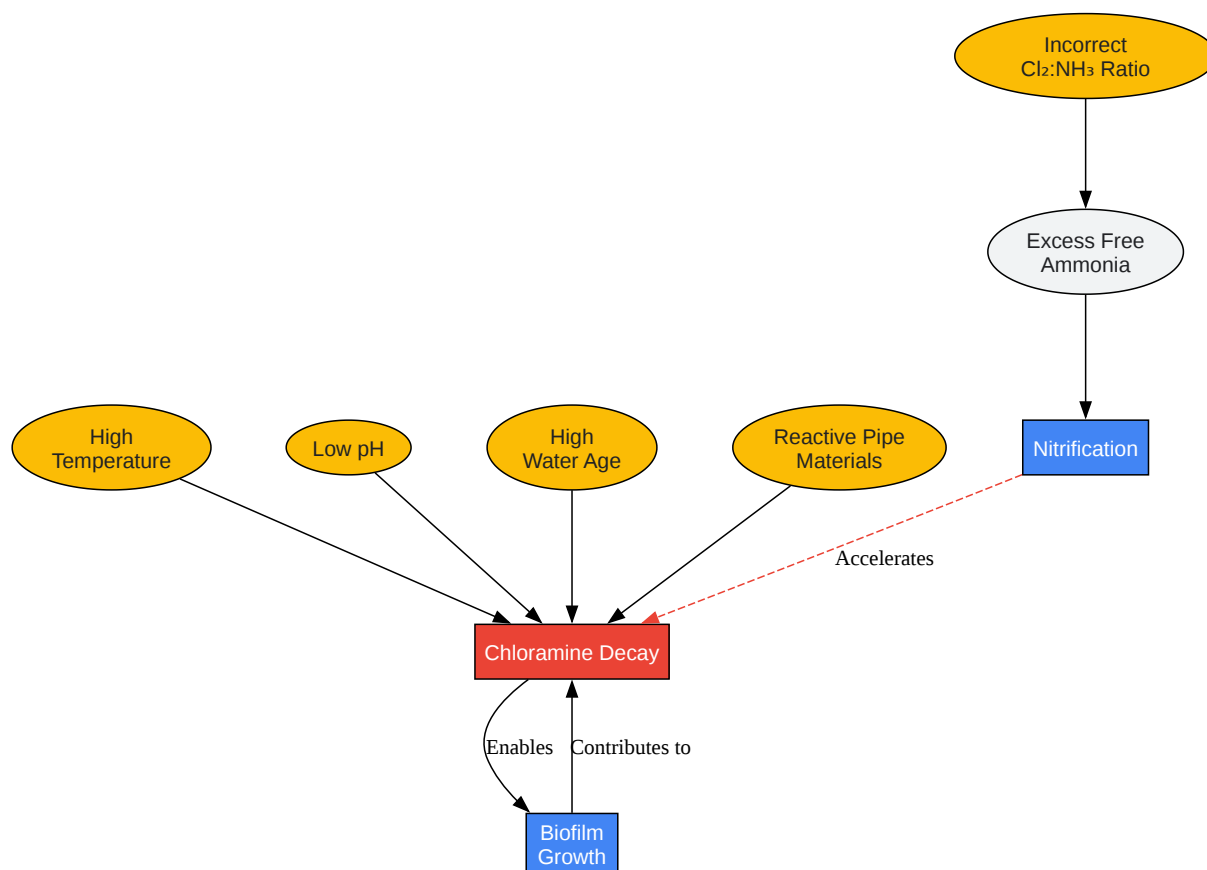 Incorrect
Cl₂:NH₃ Ratio
Excess Free
Ammonia
High
Temperature
Low pH
High
Water Age
Reactive Pipe
Materials
Nitrification
Accelerates
Chloramine Decay
Enables
Contributes to
Biofilm
Growth